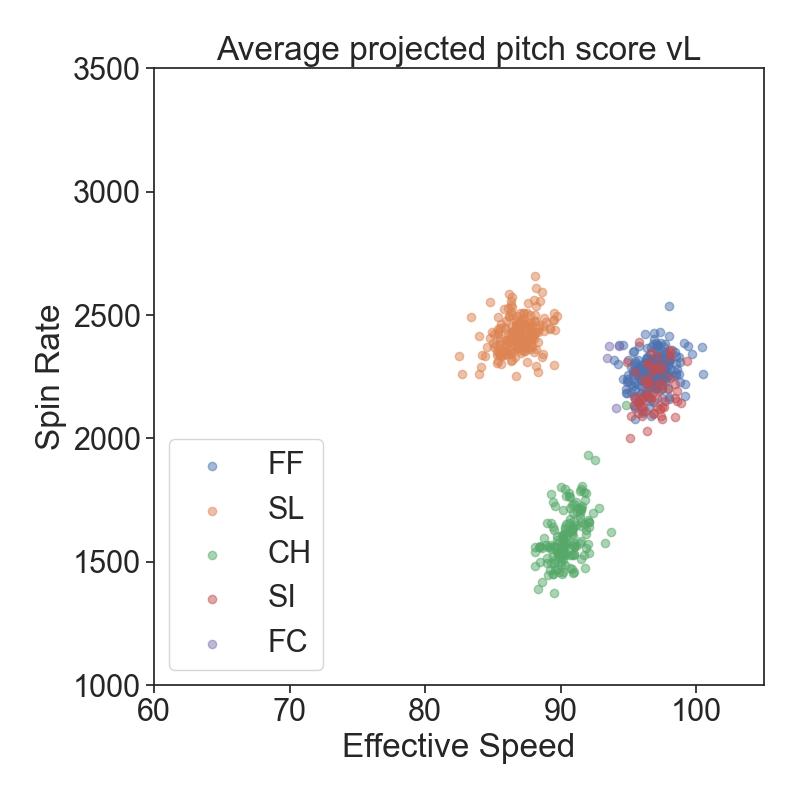 Average projected pitch score vL
3500
3000
2500
2000
1500
1000
Spin Rate
FF
SL
CH
SI
FC
60 70 80 90 100
Effective Speed